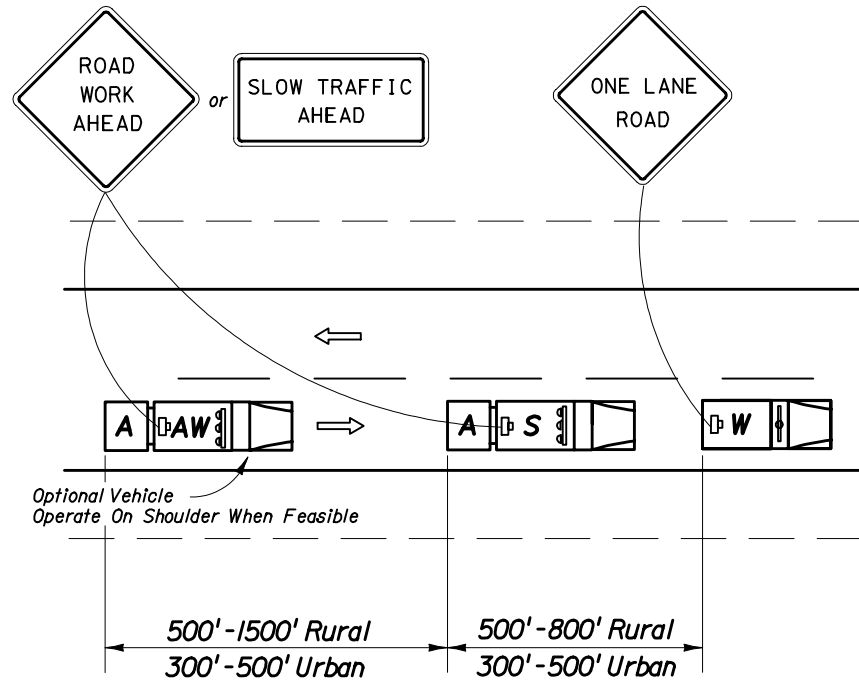 ROAD
WORK
AHEAD
or
SLOW TRAFFIC
AHEAD
ONE LANE
ROAD
A AW
A S
W
Optional Vehicle
Operate On Shoulder When Feasible
500'-1500' Rural
300'-500' Urban
500'-800' Rural
300'-500' Urban